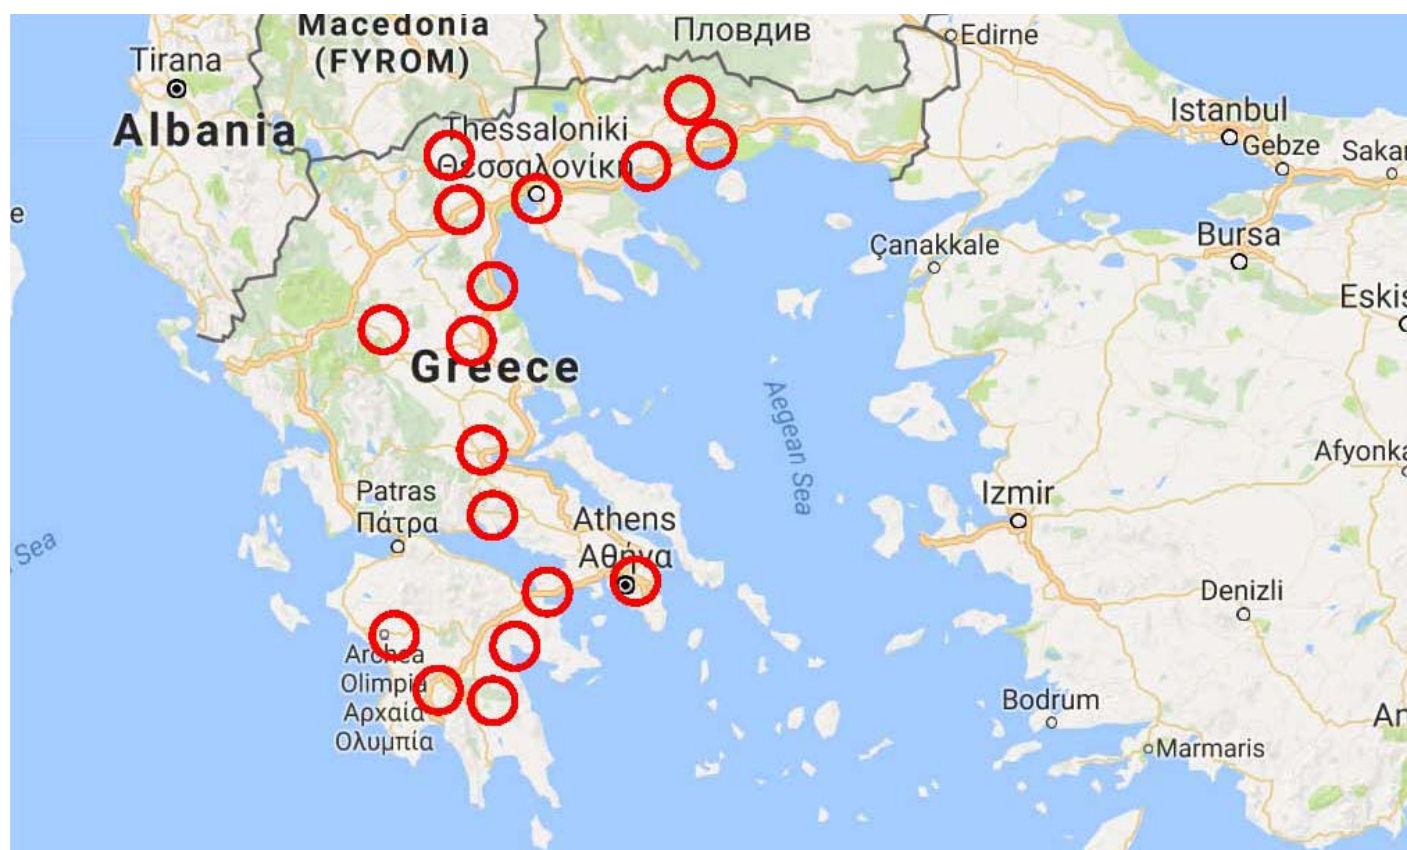 Macedonia
(FYROM)
Пловдив
Edirne
Tirana
Albania
Thessaloniki
Θεσσαλονίκη
Istanbul
Gebze
Sakar
e
Bursa
Çanakkale
Eskiş
Greece
Aegean Sea
Afyonka
Patras
Πάτρα
Izmir
Athens
Αθήνα
Sea
Denizli
Archea
Olimpia
Αρχαία
Ολυμπία
Bodrum
An
Marmaris